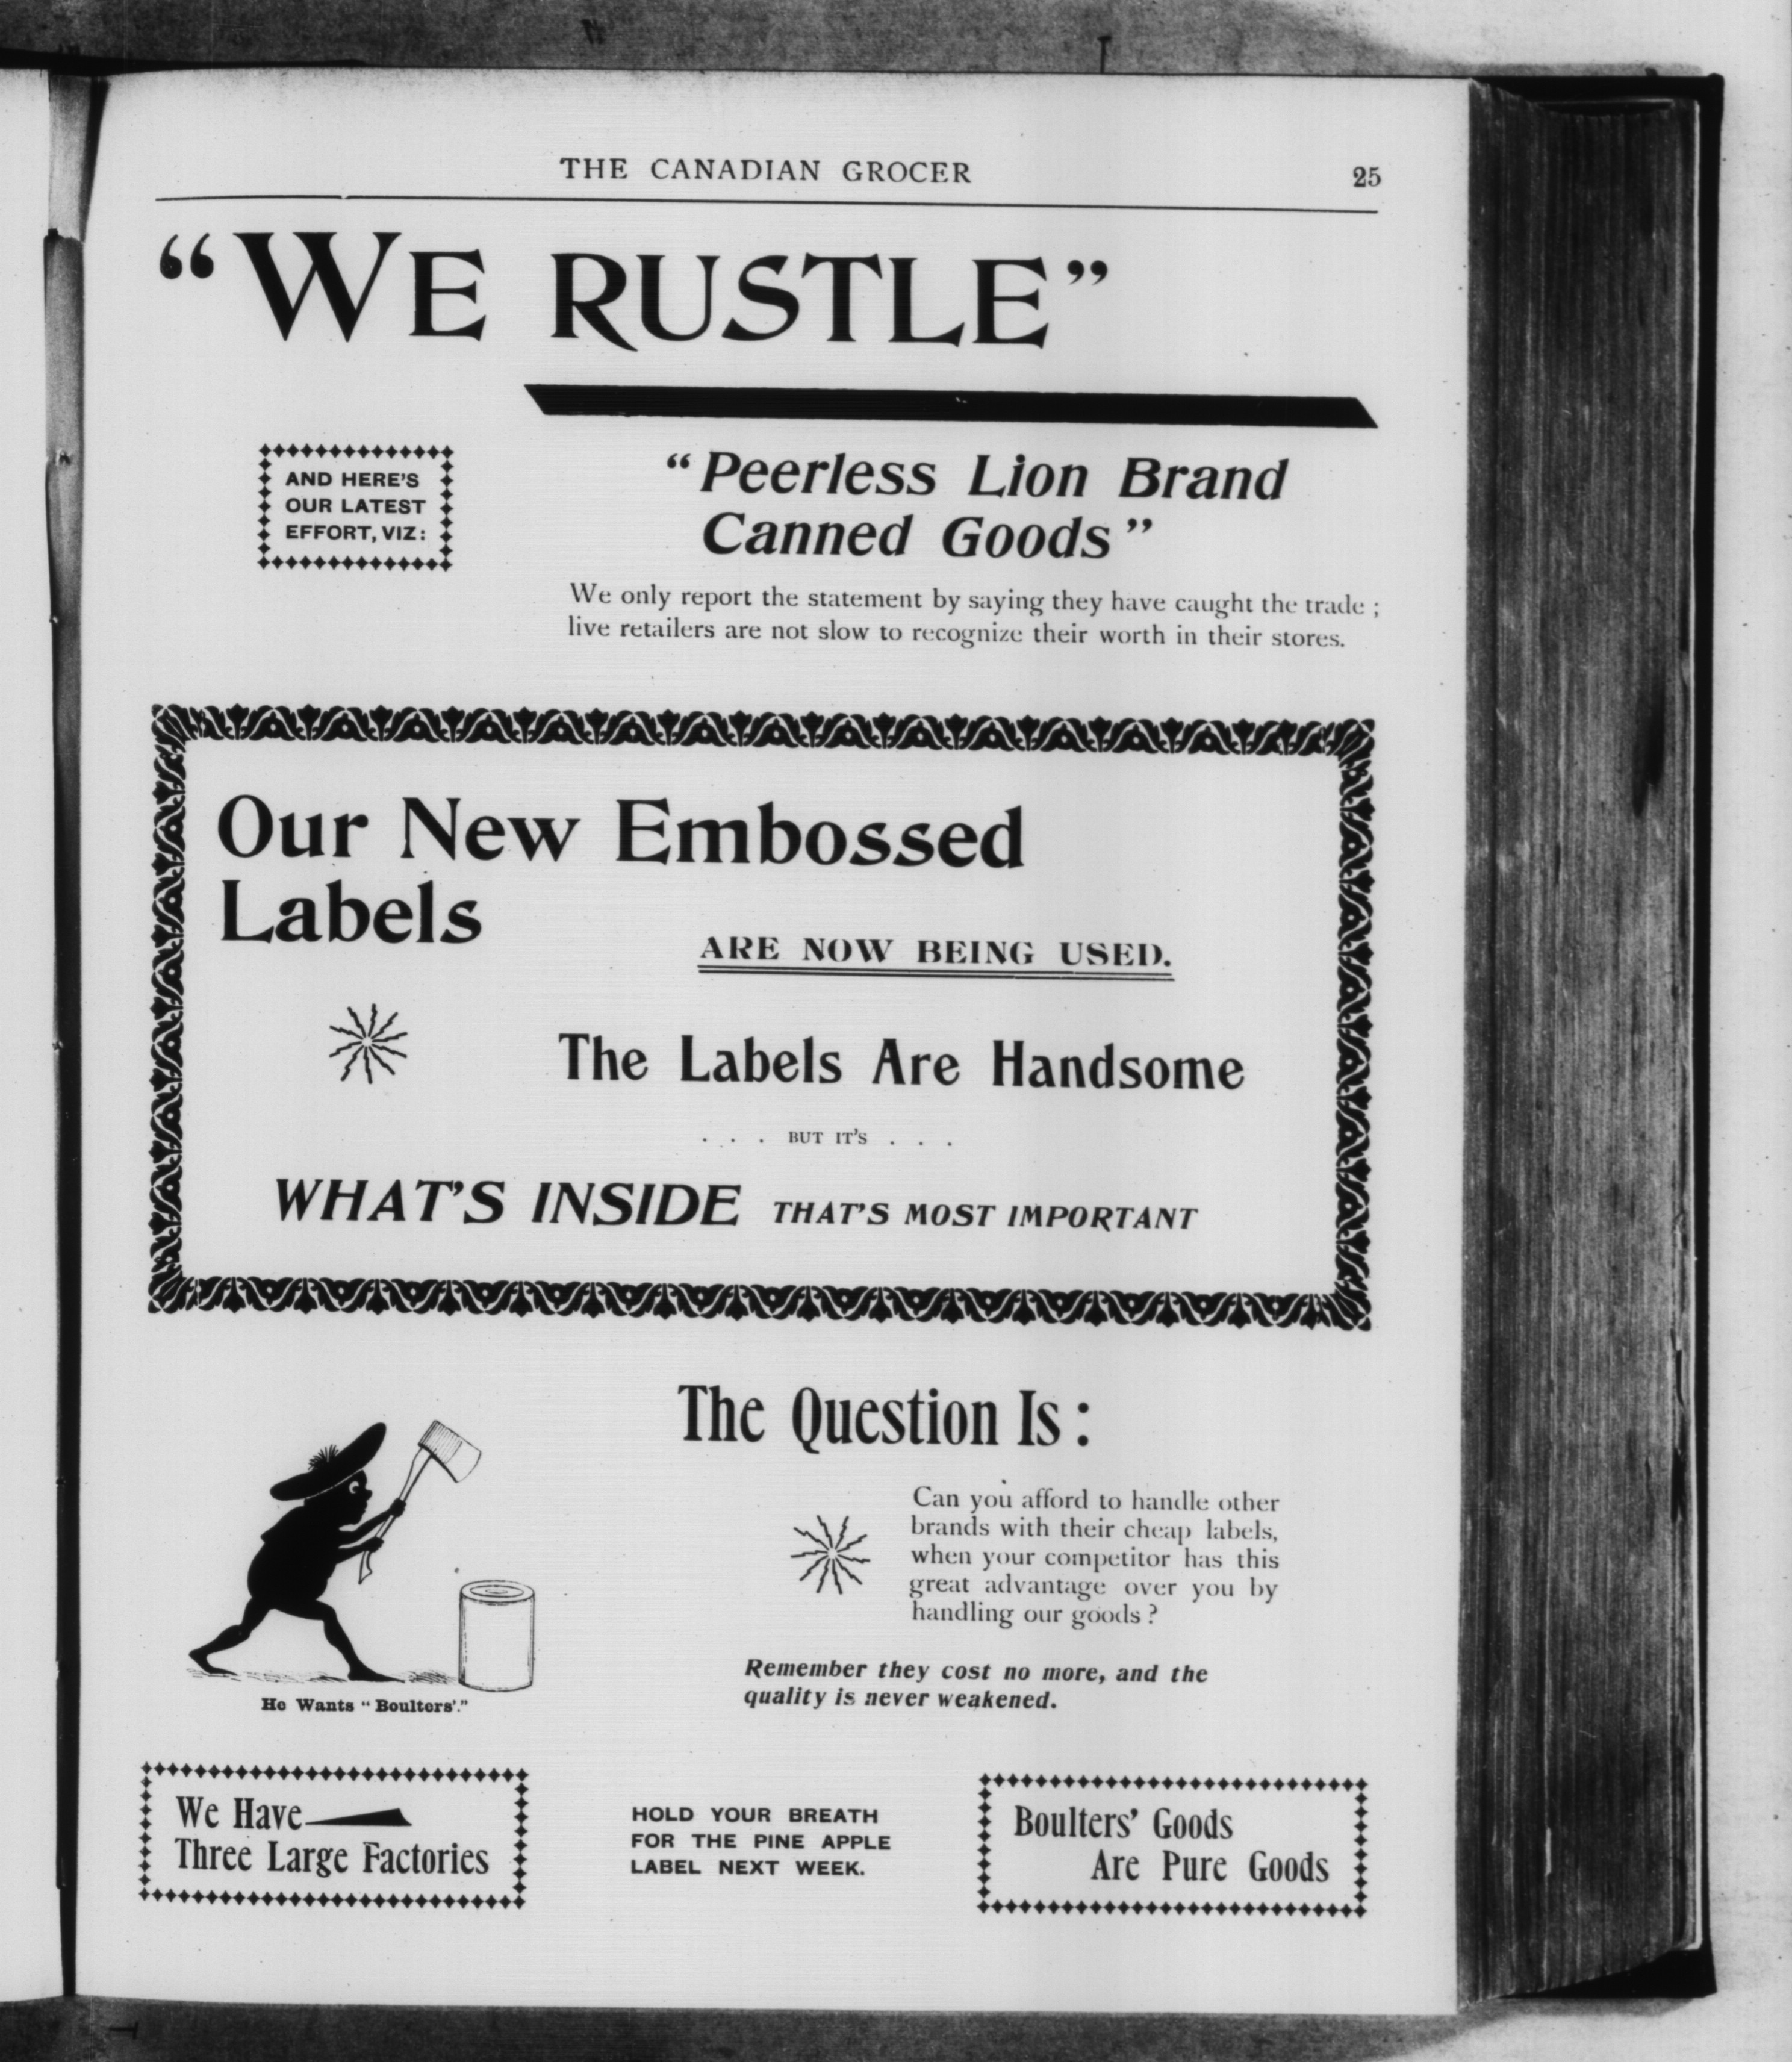 THE CANADIAN GROCER 25
“WE RUSTLE”
AND HERE'S
OUR LATEST
EFFORT, VIZ:
“Peerless Lion Brand
Canned Goods”
We only report the statement by saying they have caught the trade ;
live retailers are not slow to recognize their worth in their stores.
Our New Embossed
Labels
ARE NOW BEING USED.
The Labels Are Handsome
. . . BUT IT'S . . .
WHAT'S INSIDE THAT'S MOST IMPORTANT
The Question Is :
Can you afford to handle other
brands with their cheap labels,
when your competitor has this
great advantage over you by
handling our goods ?
Remember they cost no more, and the
quality is never weakened.
He Wants “ Boulters'.”
We Have
Three Large Factories
HOLD YOUR BREATH
FOR THE PINE APPLE
LABEL NEXT WEEK.
Boulters' Goods
Are Pure Goods